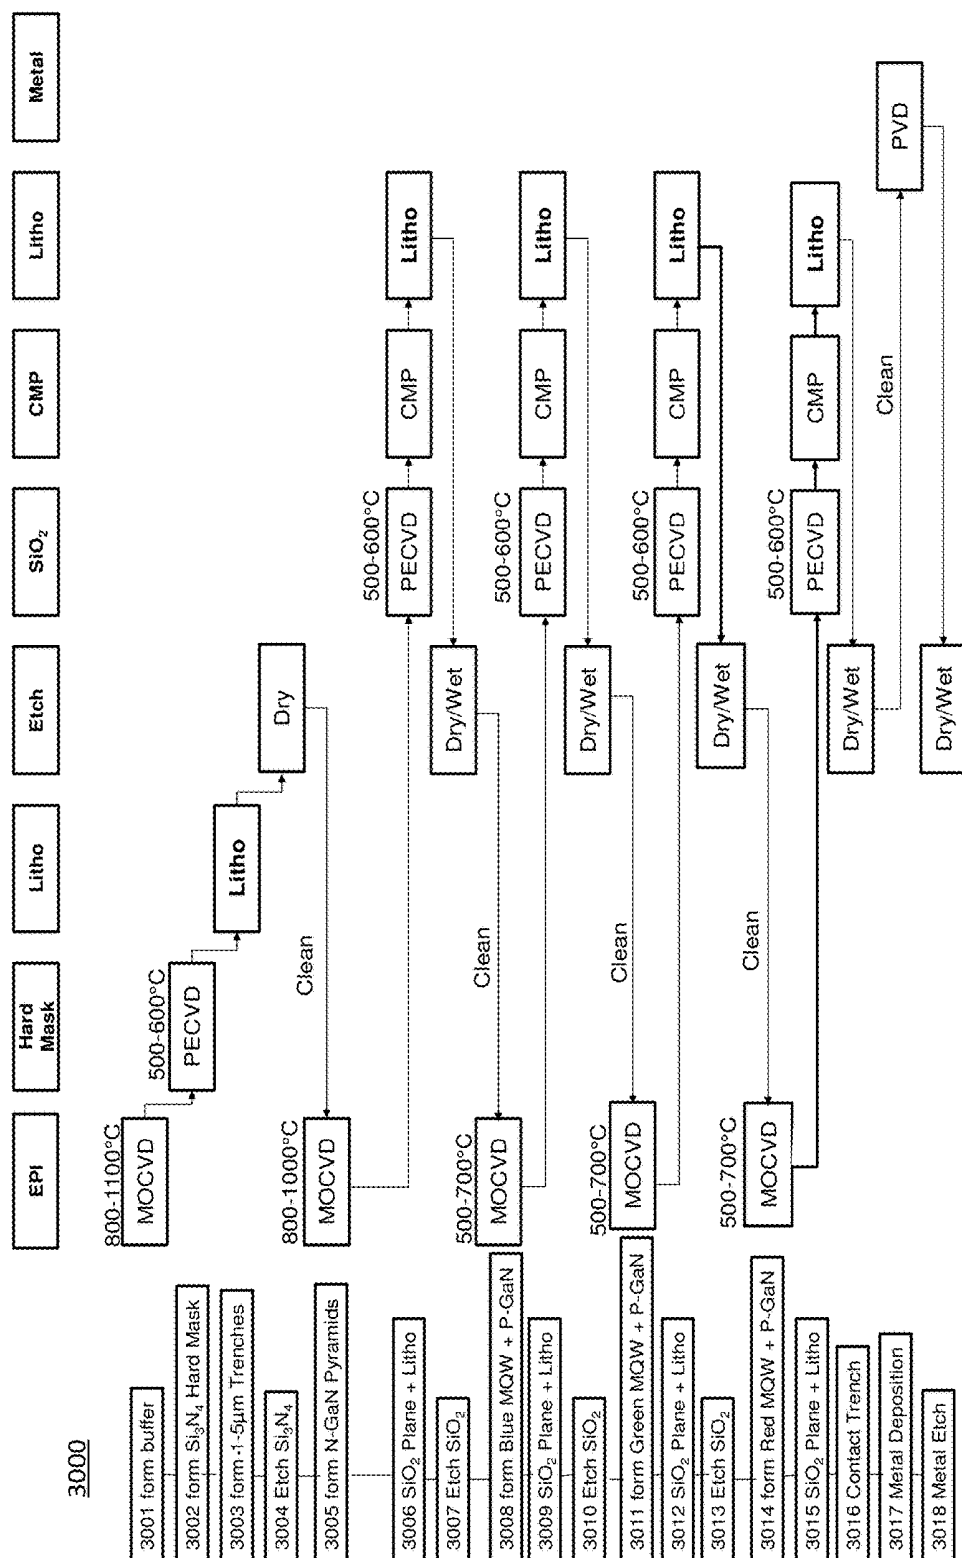 3000
EPI
Hard
Mask
Litho
Etch
SiO₂
CMP
Litho
Metal
3001 form buffer
800-1100°C
MOCVD
3002 form Si₃N₄ Hard Mask
500-600°C
PECVD
3003 form-1-5μm Trenches
Litho
3004 Etch Si₃N₄
Dry
Clean
3005 form N-GaN Pyramids
800-1000°C
MOCVD
3006 SiO₂ Plane + Litho
500-600°C
PECVD
CMP
Litho
3007 Etch SiO₂
Dry/Wet
Clean
3008 form Blue MQW + P-GaN
500-700°C
MOCVD
3009 SiO₂ Plane + Litho
500-600°C
PECVD
CMP
Litho
3010 Etch SiO₂
Dry/Wet
Clean
3011 form Green MQW + P-GaN
500-700°C
MOCVD
3012 SiO₂ Plane + Litho
500-600°C
PECVD
CMP
Litho
3013 Etch SiO₂
Dry/Wet
Clean
3014 form Red MQW + P-GaN
500-700°C
MOCVD
3015 SiO₂ Plane + Litho
500-600°C
PECVD
CMP
Litho
3016 Contact Trench
Dry/Wet
Clean
3017 Metal Deposition
PVD
3018 Metal Etch
Dry/Wet